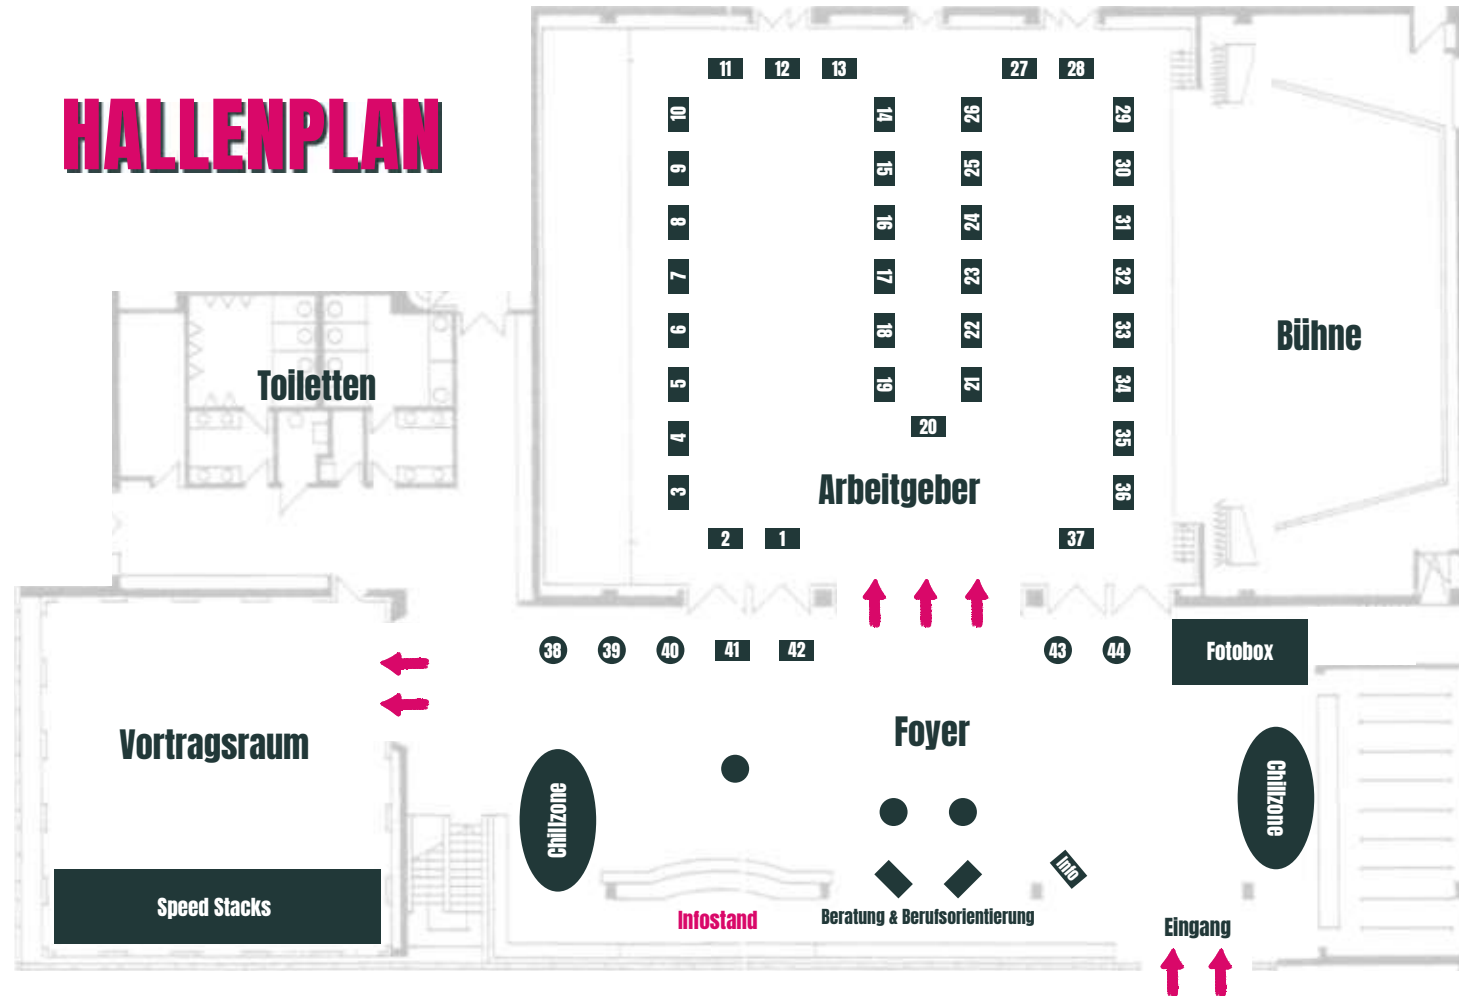 HALLENPLAN
11 12 13 27 28
10 14 26 29
9 15 25 30
8 16 24 31
7 17 23 32
6 18 22 33
Bühne
Toiletten
5 19 21 34
20
4 35
Arbeitgeber
3 36
2 1 37
38 39 40 41 42 43 44
Fotobox
Foyer
Vortragsraum
Chillzone
Chillzone
Info
Speed Stacks
Infostand
Beratung & Berufsorientierung
Eingang